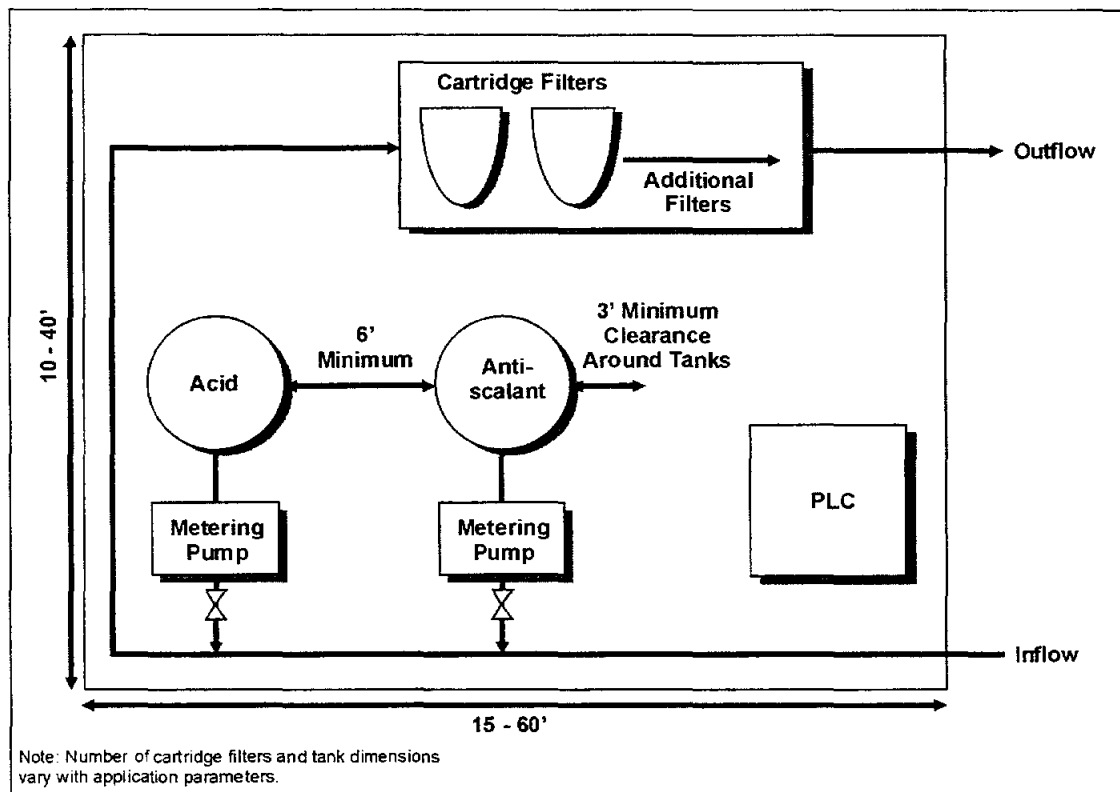 Cartridge Filters
Additional
Filters
Outflow
10 - 40'
6'
Minimum
3' Minimum
Clearance
Around Tanks
Acid
Anti-
scalant
Metering
Pump
Metering
Pump
PLC
Inflow
15 - 60'
Note: Number of cartridge filters and tank dimensions
vary with application parameters.